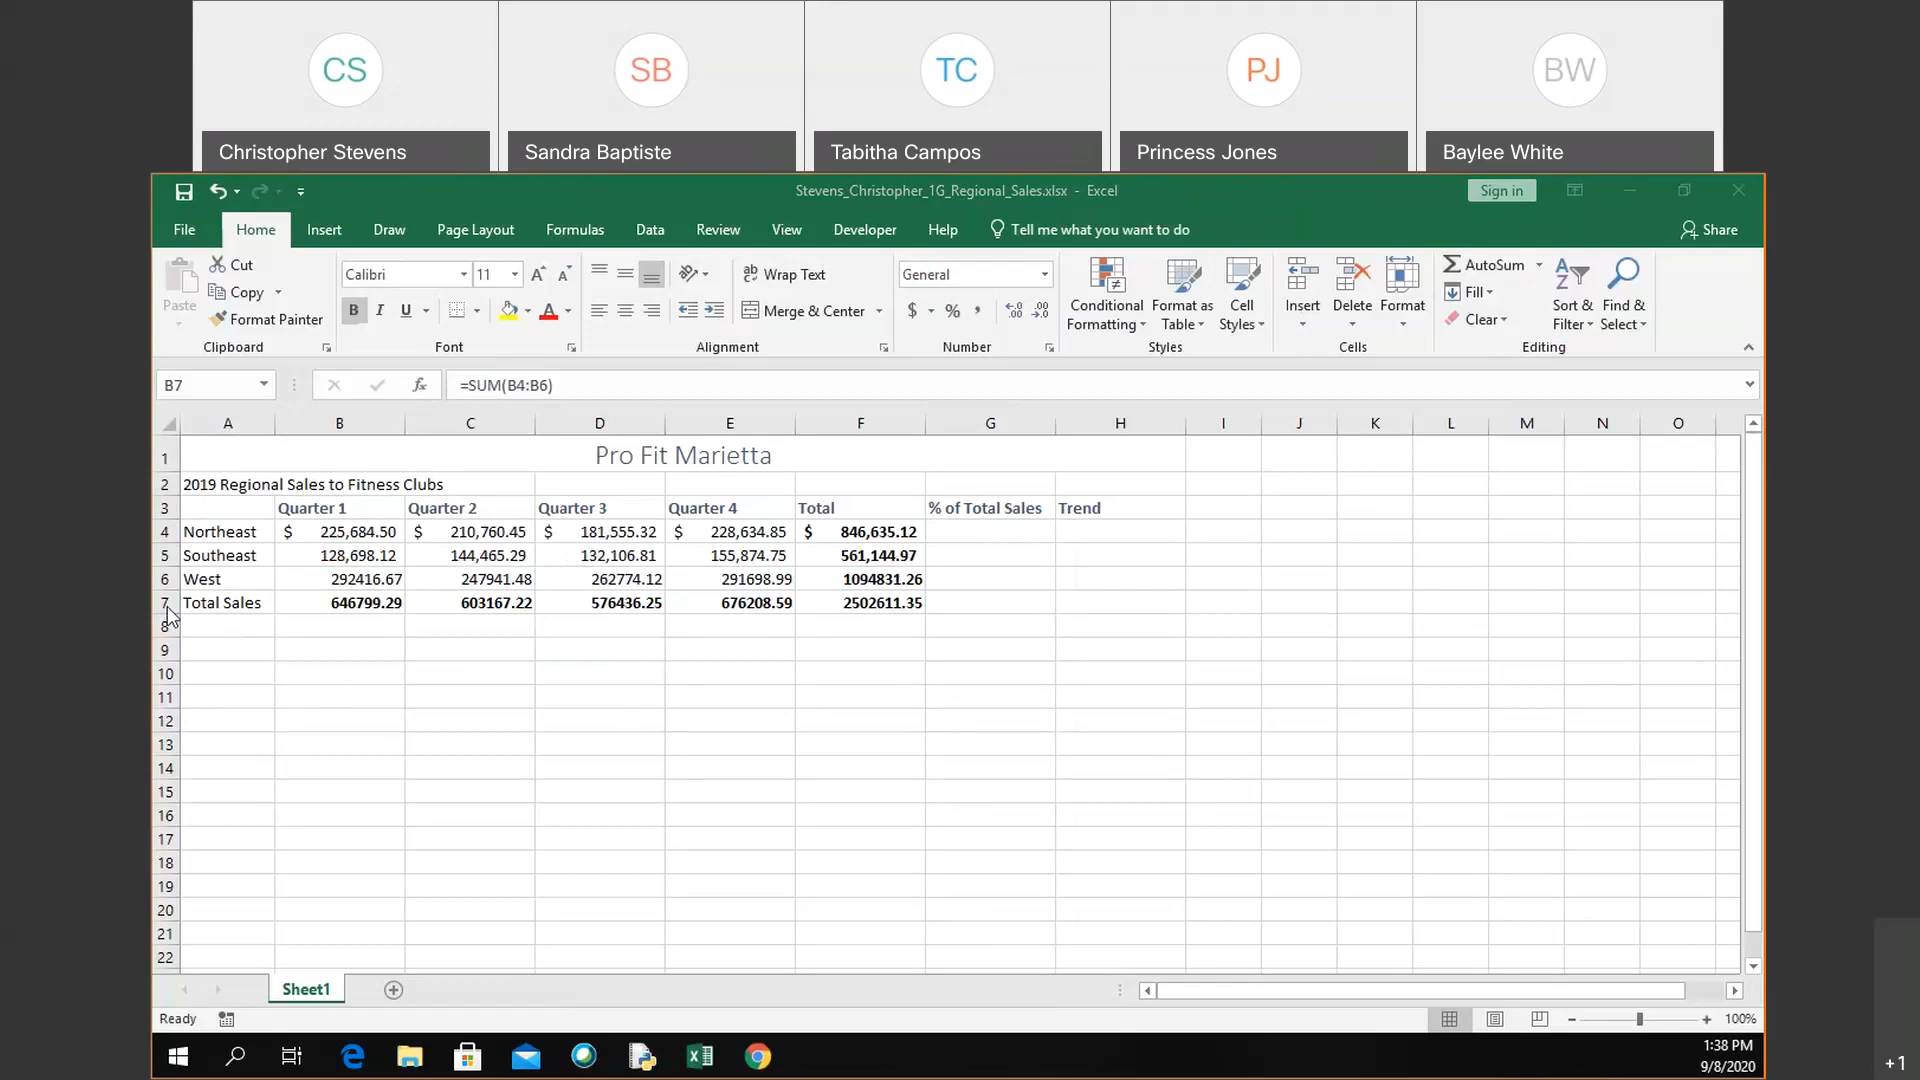 CS SB TC PJ BW
Christopher Stevens Sandra Baptiste Tabitha Campos Princess Jones Baylee White
Stevens_Christopher_1G_Regional_Sales.xlsx - Excel Sign in
File Home Insert Draw Page Layout Formulas Data Review View Developer Help Tell me what you want to do Share
Paste Cut Calibri 11 Wrap Text General Conditional Formatting Format as Table Cell Styles Insert Delete Format AutoSum Sort & Filter Find & Select
Copy Fill
Format Painter B I U Merge & Center $ % , Clear
Clipboard Font Alignment Number Styles Cells Editing
B7 fx =SUM(B4:B6)
A B C D E F G H I J K L M N O
1 Pro Fit Marietta
2 2019 Regional Sales to Fitness Clubs
3 Quarter 1 Quarter 2 Quarter 3 Quarter 4 Total % of Total Sales Trend
4 Northeast $ 225,684.50 $ 210,760.45 $ 181,555.32 $ 228,634.85 $ 846,635.12
5 Southeast 128,698.12 144,465.29 132,106.81 155,874.75 561,144.97
6 West 292416.67 247941.48 262774.12 291698.99 1094831.26
7 Total Sales 646799.29 603167.22 576436.25 676208.59 2502611.35
8
9
10
11
12
13
14
15
16
17
18
19
20
21
22
Sheet1
Ready 100%
1:38 PM
9/8/2020
+1